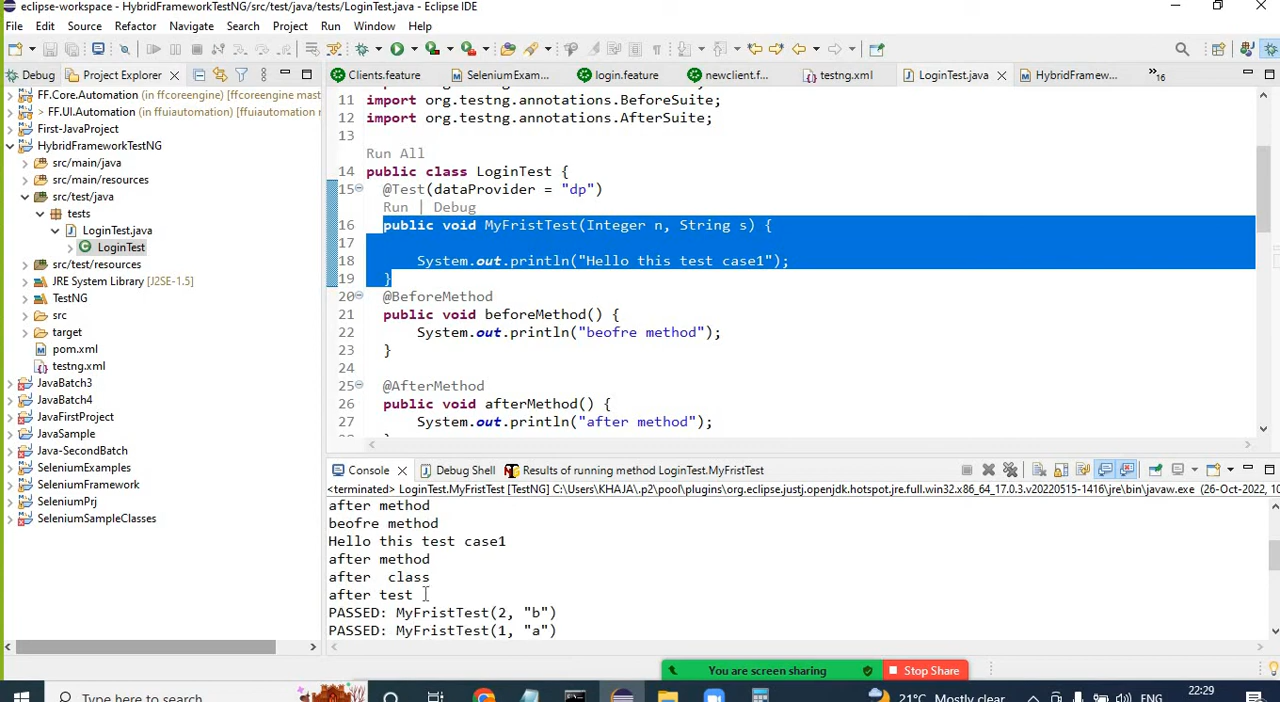 eclipse-workspace - HybridFrameworkTestNG/src/test/java/tests/LoginTest.java - Eclipse IDE
File Edit Source Refactor Navigate Search Project Run Window Help
Debug Project Explorer
Clients.feature SeleniumExam... login.feature newclient.f... testng.xml LoginTest.java HybridFramew... »16
FF.Core.Automation (in ffcoreengine) [ffcoreengine mast
FF.UI.Automation (in ffuiautomation) [ffuiautomation r
First-JavaProject
HybridFrameworkTestNG
src/main/java
src/main/resources
src/test/java
tests
LoginTest.java
LoginTest
src/test/resources
JRE System Library [J2SE-1.5]
TestNG
src
target
pom.xml
testng.xml
JavaBatch3
JavaBatch4
JavaFirstProject
JavaSample
Java-SecondBatch
SeleniumExamples
SeleniumFramework
SeleniumPrj
SeleniumSampleClasses
11 import org.testng.annotations.BeforeSuite;
12 import org.testng.annotations.AfterSuite;
13
Run All
14 public class LoginTest {
15 @Test(dataProvider = "dp")
Run | Debug
16 public void MyFristTest(Integer n, String s) {
17
18 System.out.println("Hello this test case1");
19 }
20 @BeforeMethod
21 public void beforeMethod() {
22 System.out.println("beofre method");
23 }
24
25 @AfterMethod
26 public void afterMethod() {
27 System.out.println("after method");
Console Debug Shell Results of running method LoginTest.MyFristTest
<terminated> LoginTest.MyFristTest [TestNG] C:\Users\KHAJA\.p2\pool\plugins\org.eclipse.justj.openjdk.hotspot.jre.full.win32.x86_64_17.0.3.v20220515-1416\jre\bin\javaw.exe (26-Oct-2022, 10
after method
beofre method
Hello this test case1
after method
after class
after test
PASSED: MyFristTest(2, "b")
PASSED: MyFristTest(1, "a")
You are screen sharing Stop Share
Type here to search
21°C Mostly clear
ENG
22:29